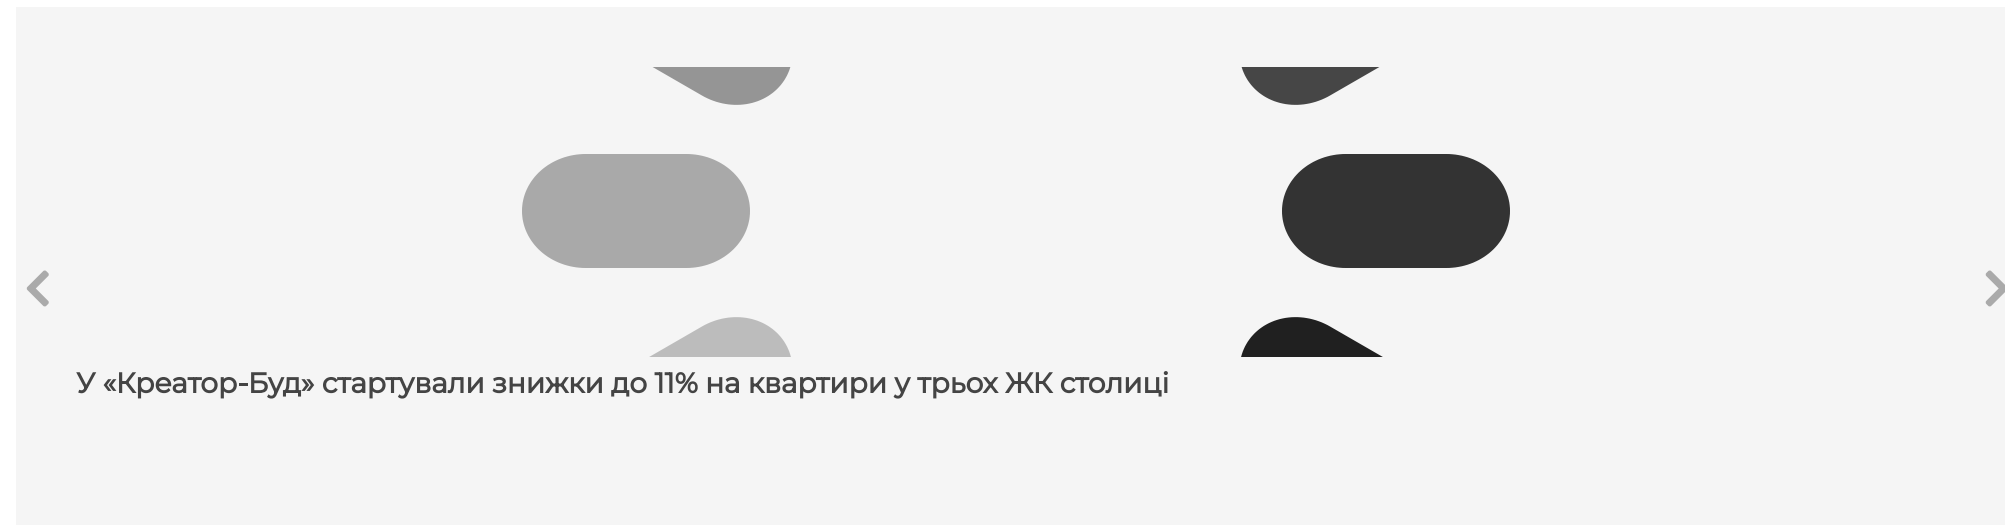 У «Креатор-Буд» стартували знижки до 11% на квартири у трьох ЖК столиці